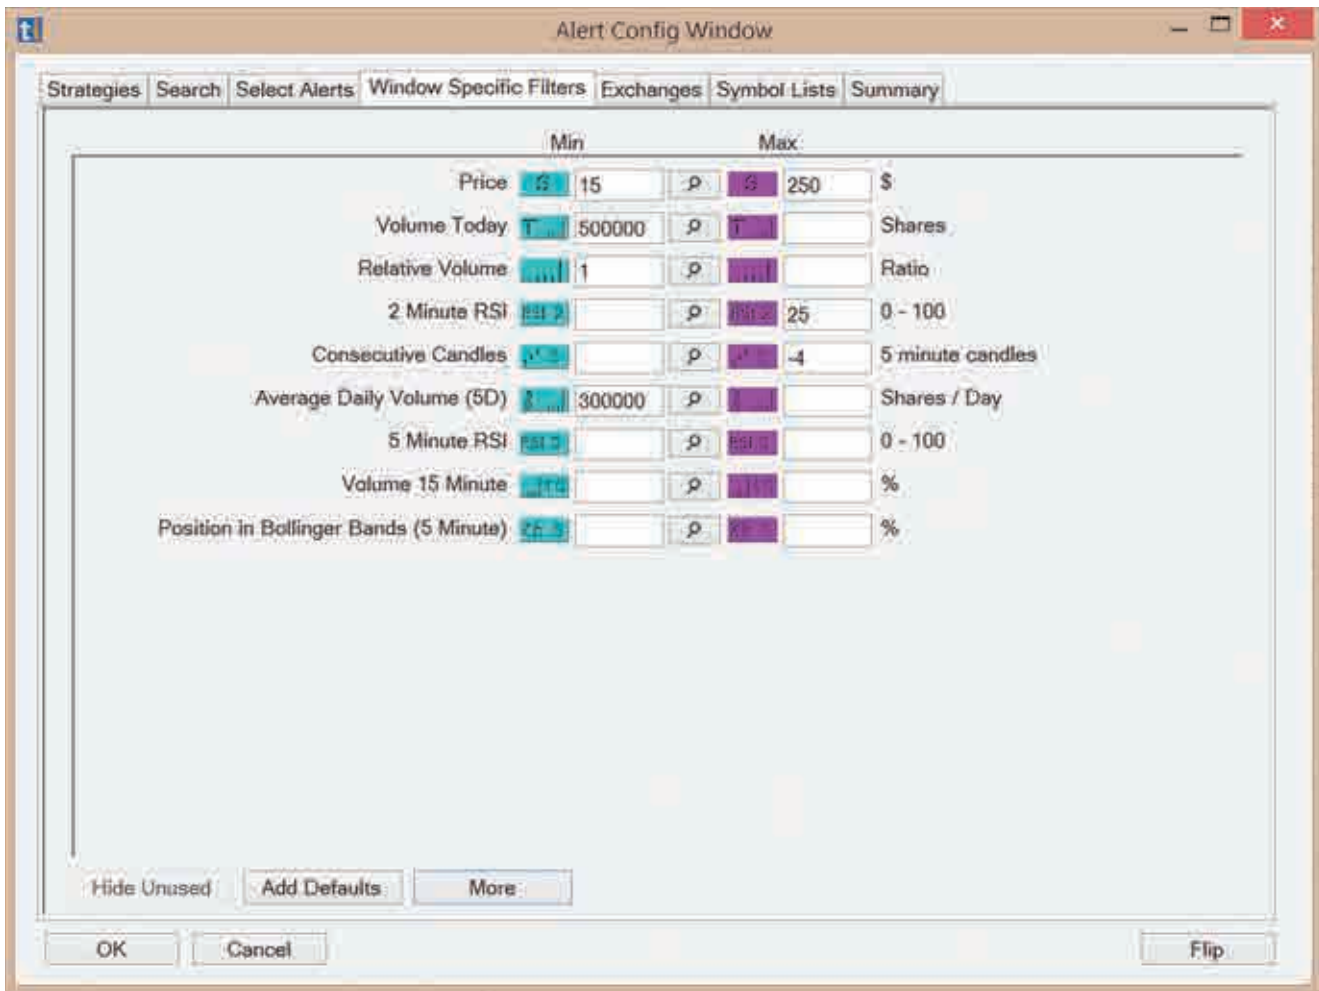 Alert Config Window
Strategies Search Select Alerts Window Specific Filters Exchanges Symbol Lists Summary
Min Max
Price 15 250 $
Volume Today 500000 Shares
Relative Volume 1 Ratio
2 Minute RSI 25 0 - 100
Consecutive Candles -4 5 minute candles
Average Daily Volume (5D) 300000 Shares / Day
5 Minute RSI 0 - 100
Volume 15 Minute %
Position in Bollinger Bands (5 Minute) %
Hide Unused Add Defaults More
OK Cancel Flip